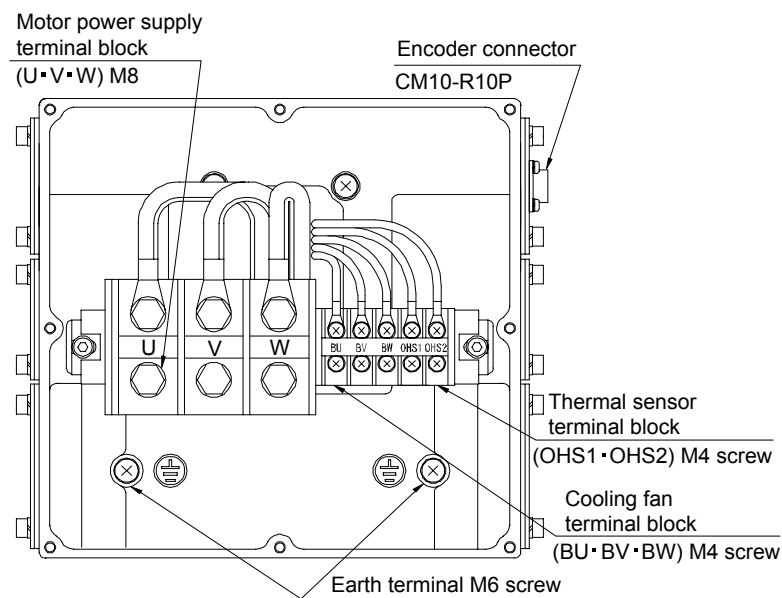 Motor power supply
terminal block
(U▪V▪W) M8
Encoder connector
CM10-R10P
U
V
W
BU
BV
BW
OHS1
OHS2
Thermal sensor
terminal block
(OHS1▪OHS2) M4 screw
Cooling fan
terminal block
(BU▪BV▪BW) M4 screw
Earth terminal M6 screw